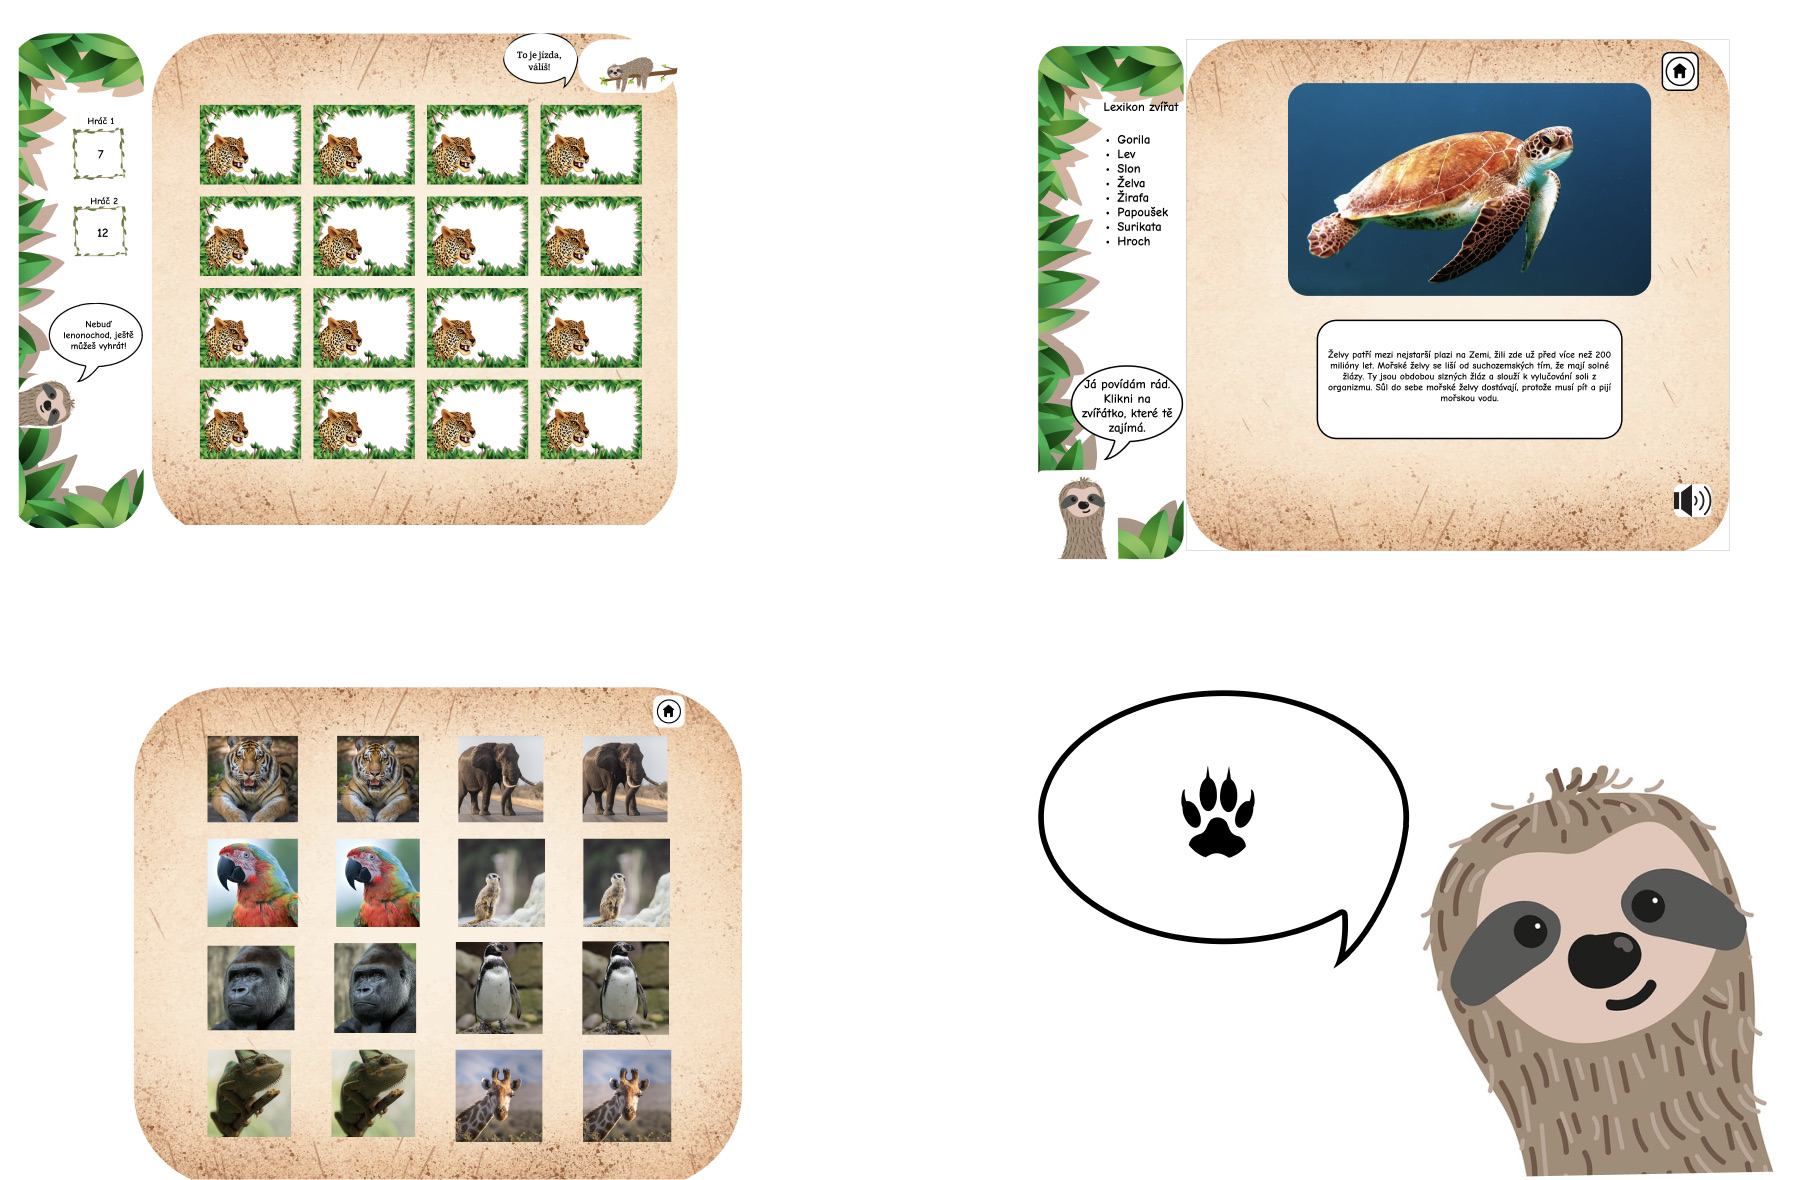 To je jízda,
válíš!
Hráč 1
7
Hráč 2
12
Nebuď
lenonochod, ještě
můžeš vyhrát!
Lexikon zvířat
• Gorila
• Lev
• Slon
• Želva
• Žirafa
• Papoušek
• Surikata
• Hroch
Já povídám rád.
Klikni na
zvířátko, které tě
zajímá.
Želvy patří mezi nejstarší plazi na Zemi, žili zde už před více než 200
milióny let. Mořské želvy se liší od suchozemských tím, že mají solné
žlázy. Ty jsou obdobou slzných žláz a slouží k vylučování soli z
organizmu. Sůl do sebe mořské želvy dostávají, protože musí pít a pijí
mořskou vodu.